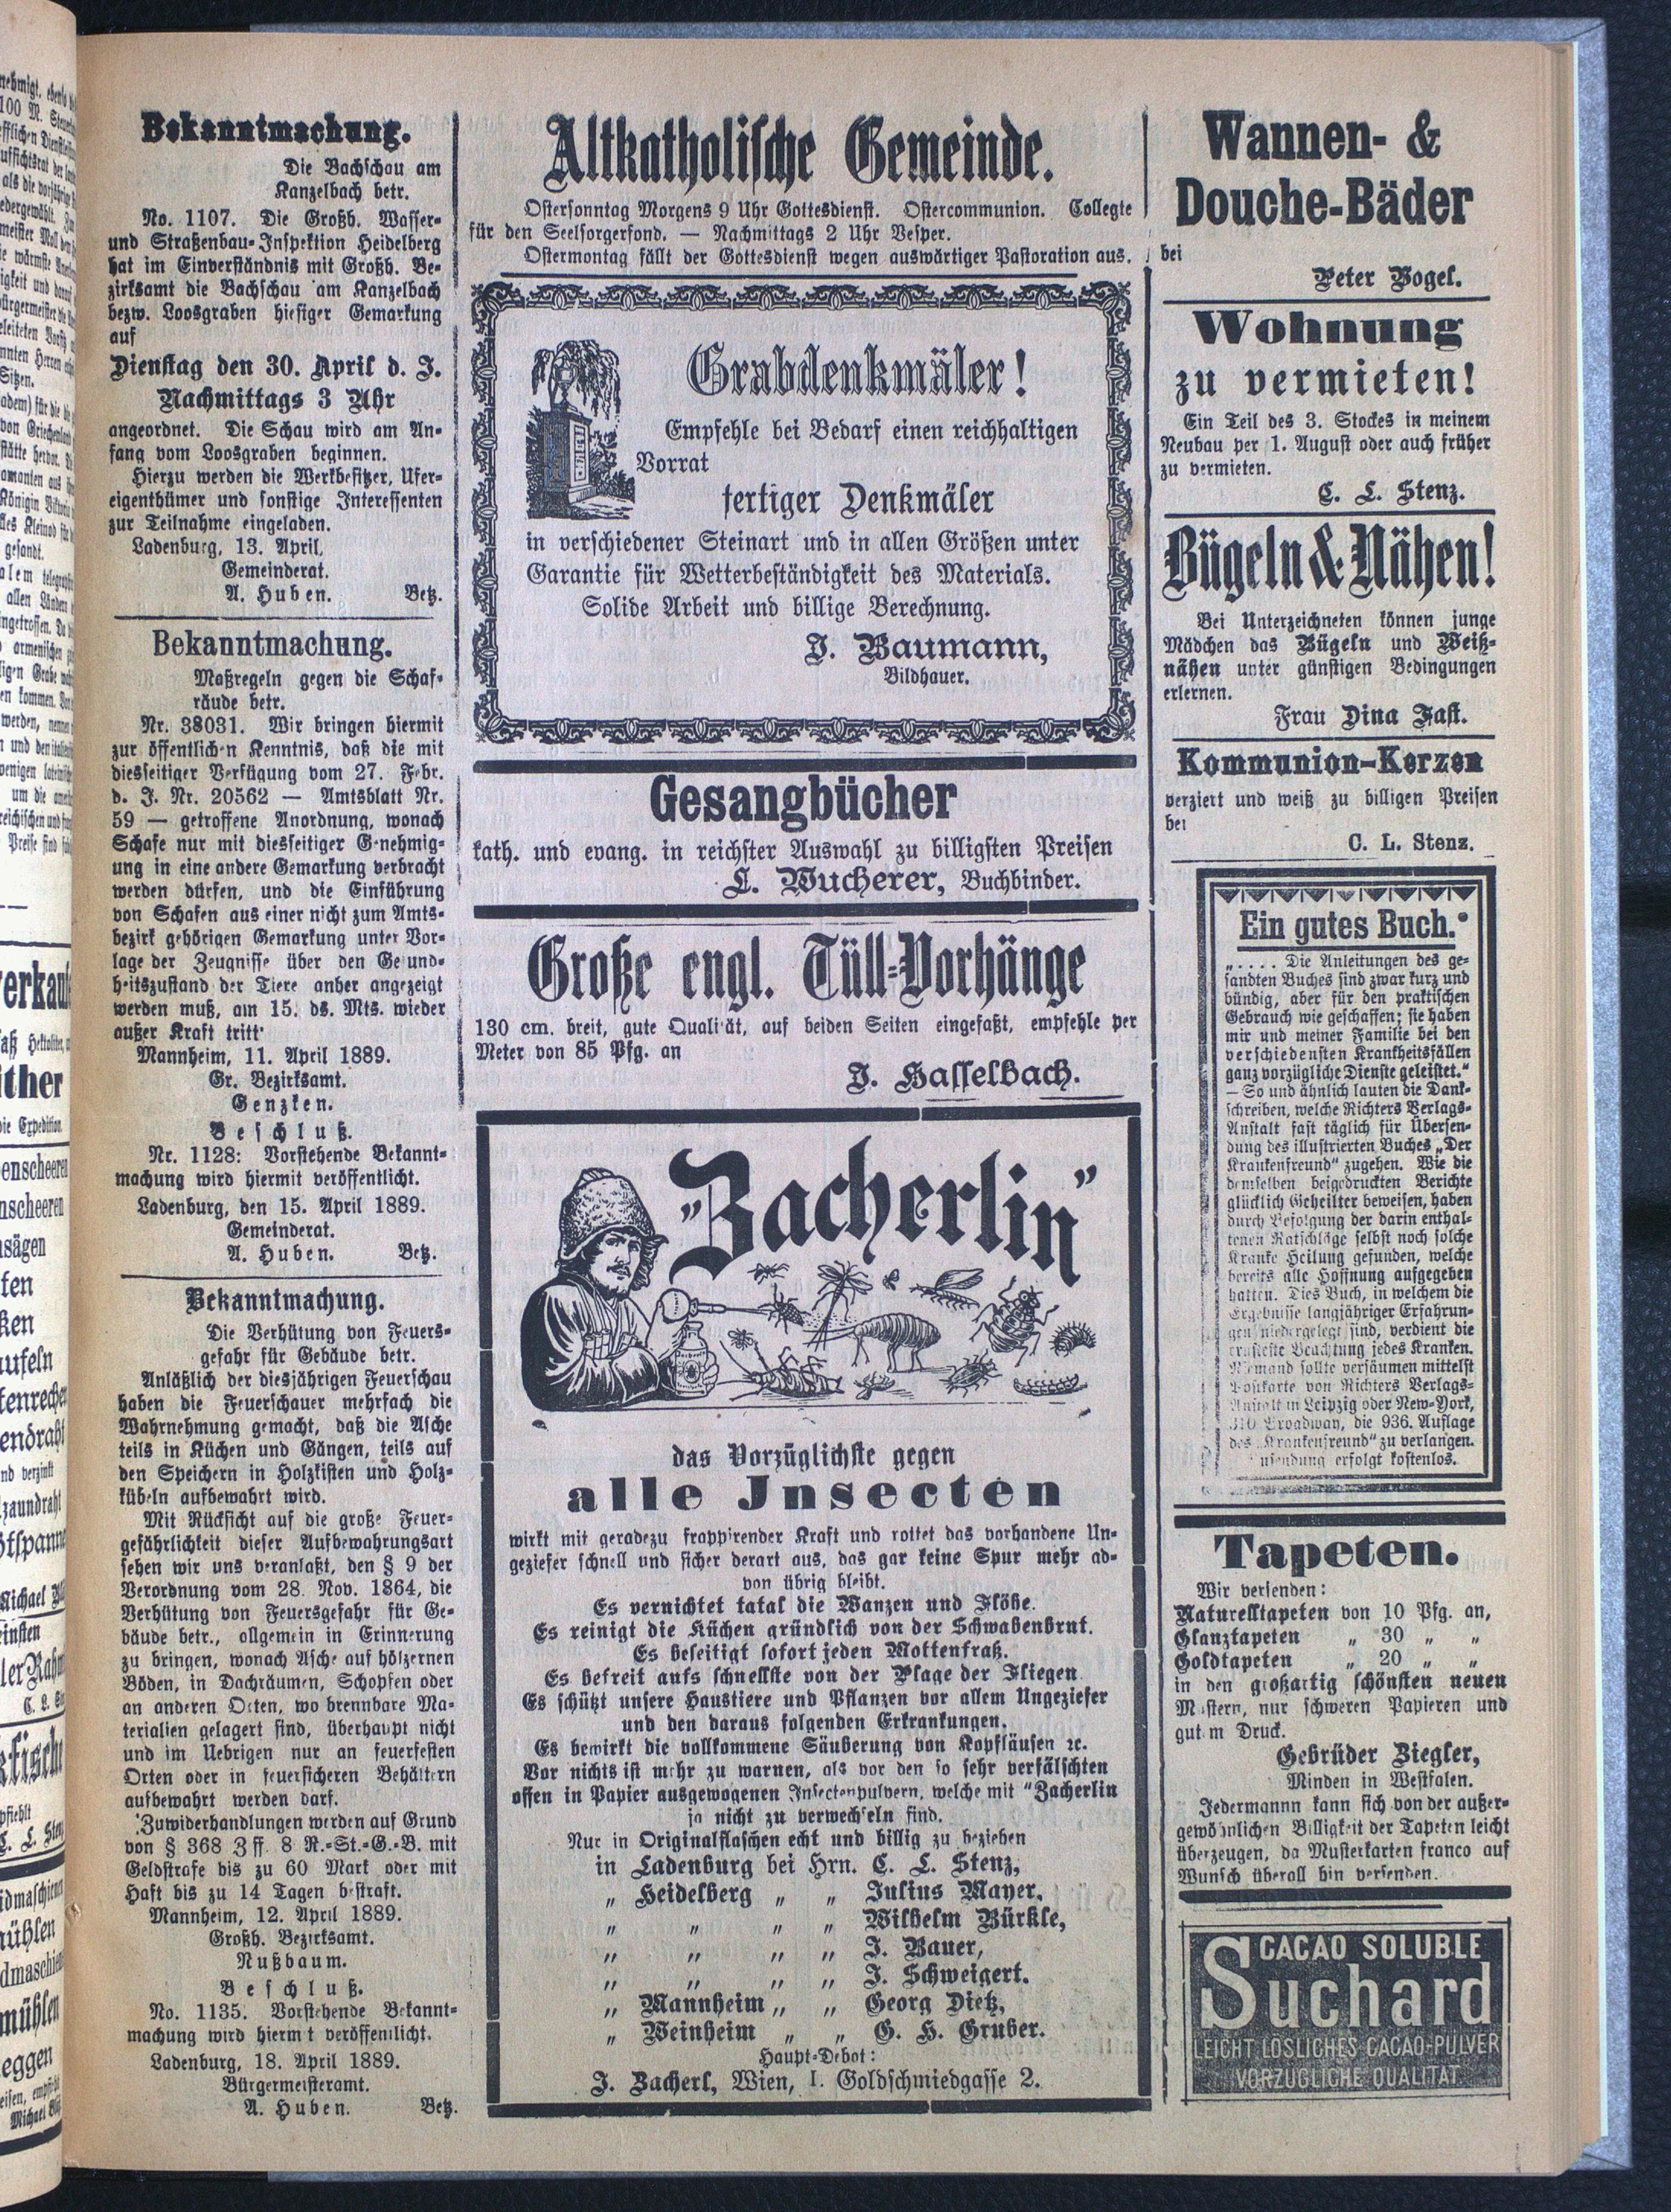 Bekanntmachung.
Die Bachschau am
Kanzelbach betr.
No. 1107. Die Großh. Wasser-
und Straßenbau-Inspektion Heidelberg
hat im Einverständnis mit Großh. Be-
zirksamt die Bachschau am Kanzelbach
bezw. Loosgraben hiesiger Gemarkung
auf
Dienstag den 30. April d. J.
Nachmittags 3 Uhr
angeordnet. Die Schau wird am An-
fang vom Loosgraben beginnen.
Hierzu werden die Werkbesitzer, Ufer-
eigenthümer und sonstige Interessenten
zur Teilnahme eingeladen.
Ladenburg, 13. April.
Gemeinderat.
A. Huben. Betz.
Bekanntmachung.
Maßregeln gegen die Schaf-
räude betr.
Nr. 38031. Wir bringen hiermit
zur öffentlichen Kenntnis, daß die mit
diesseitiger Verfügung vom 27. Febr.
d. J. Nr. 20562 — Amtsblatt Nr.
59 — getroffene Anordnung, wonach
Schafe nur mit diesseitiger Genehmig-
ung in eine andere Gemarkung verbracht
werden dürfen, und die Einführung
von Schafen aus einer nicht zum Amts-
bezirk gehörigen Gemarkung unter Vor-
lage der Zeugnisse über den Gesund-
heitszustand der Tiere anher angezeigt
werden muß, am 15. ds. Mts. wieder
außer Kraft tritt
Mannheim, 11. April 1889.
Gr. Bezirksamt.
Genzken.
Beschluß.
Nr. 1128: Vorstehende Bekannt-
machung wird hiermit veröffentlicht.
Ladenburg, den 15. April 1889.
Gemeinderat.
A. Huben. Betz.
Bekanntmachung.
Die Verhütung von Feuers-
gefahr für Gebäude betr.
Anläßlich der diesjährigen Feuerschau
haben die Feuerschauer mehrfach die
Wahrnehmung gemacht, daß die Asche
teils in Küchen und Gängen, teils auf
den Speichern in Holzkisten und Holz-
kübeln aufbewahrt wird.
Mit Rücksicht auf die große Feuer-
gefährlichkeit dieser Aufbewahrungsart
sehen wir uns veranlaßt, den § 9 der
Verordnung vom 28. Nov. 1864, die
Verhütung von Feuersgefahr für Ge-
bäude betr., allgemein in Erinnerung
zu bringen, wonach Asche auf hölzernen
Böden, in Dachräumen, Schopfen oder
an anderen Orten, wo brennbare Ma-
terialien gelagert sind, überhaupt nicht
und im Uebrigen nur an feuerfesten
Orten oder in feuersicheren Behältern
aufbewahrt werden darf.
Zuwiderhandlungen werden auf Grund
von § 368 Ziff. 8 R.-St.-G.-B. mit
Geldstrafe bis zu 60 Mark oder mit
Haft bis zu 14 Tagen bestraft.
Mannheim, 12. April 1889.
Großh. Bezirksamt.
Nußbaum.
Beschluß.
No. 1135. Vorstehende Bekannt-
machung wird hiermit veröffentlicht.
Ladenburg, 18. April 1889.
Bürgermeisteramt.
A. Huben. Betz.
Altkatholische Gemeinde.
Ostersonntag Morgens 9 Uhr Gottesdienst. Ostercommunion. Collegte
für den Seelsorgerfond. — Nachmittags 2 Uhr Vesper.
Ostermontag fällt der Gottesdienst wegen auswärtiger Pastoration aus.
Grabdenkmäler!
Empfehle bei Bedarf einen reichhaltigen
Vorrat
fertiger Denkmäler
in verschiedener Steinart und in allen Größen unter
Garantie für Wetterbeständigkeit des Materials.
Solide Arbeit und billige Berechnung.
J. Baumann,
Bildhauer.
Gesangbücher
kath. und evang. in reichster Auswahl zu billigsten Preisen
L. Wucherer, Buchbinder.
Große engl. Tüll-Vorhänge
130 cm. breit, gute Qualität, auf beiden Seiten eingefaßt, empfehle per
Meter von 85 Pfg. an
J. Hasselbach.
"Zacherlin"
das Vorzüglichste gegen
alle Insecten
wirkt mit geradezu frappirender Kraft und rottet das vorhandene Un-
geziefer schnell und sicher derart aus, das gar keine Spur mehr ad-
von übrig bleibt.
Es vernichtet tatal die Wanzen und Flöhe.
Es reinigt die Küchen gründlich von der Schwabenbrut.
Es beseitigt sofort jeden Mottenfraß.
Es befreit aufs schnellste von der Plage der Fliegen
Es schützt unsere Haustiere und Pflanzen vor allem Ungeziefer
und den daraus folgenden Erkrankungen.
Es bewirkt die vollkommene Säuberung von Kopfläusen ꝛc.
Vor nichts ist mehr zu warnen, als vor den so sehr verfälschten
offen in Papier ausgewogenen Insectenpulvern, welche mit "Zacherlin
ja nicht zu verwechseln sind.
Nur in Originalflaschen echt und billig zu beziehen
in Ladenburg bei Hrn. C. L. Stenz,
„ Heidelberg „ „ Julius Mayer,
„ „ „ „ Wilhelm Bürkle,
„ „ „ „ J. Bauer,
„ „ „ „ J. Schweigert.
„ Mannheim „ „ Georg Dietz,
„ Weinheim „ „ G. H. Gruber.
Haupt-Debot:
J. Zacherl, Wien, I. Goldschmiedgasse 2.
Wannen- &
Douche-Bäder
bei
Peter Vogel.
Wohnung
zu vermieten!
Ein Teil des 3. Stockes in meinem
Neubau per 1. August oder auch früher
zu vermieten.
C. L. Stenz.
Bügeln & Nähen!
Bei Unterzeichneten können junge
Mädchen das Bügeln und Weiß-
nähen unter günstigen Bedingungen
erlernen.
Frau Dina Fast.
Kommunion-Kerzen
verziert und weiß zu billigen Preisen
bei
C. L. Stenz.
Ein gutes Buch.
„.... Die Anleitungen des ge-
sandten Buches sind zwar kurz und
bündig, aber für den praktischen
Gebrauch wie geschaffen; sie haben
mir und meiner Familie bei den
verschiedensten Krankheitsfällen
ganz vorzügliche Dienste geleistet."
— So und ähnlich lauten die Dank-
schreiben, welche Richters Verlags-
Anstalt fast täglich für Übersen-
dung des illustrierten Buches „Der
Krankenfreund" zugehen. Wie die
demselben beigedruckten Berichte
glücklich Geheilter beweisen, haben
durch Befolgung der darin enthal-
tenen Ratschläge selbst noch solche
Kranke Heilung gefunden, welche
bereits alle Hoffnung aufgegeben
hatten. Dies Buch, in welchem die
Ergebnisse langjähriger Erfahrun-
gen niedergelegt sind, verdient die
ernsteste Beachtung jedes Kranken.
Niemand sollte versäumen mittelst
Postkarte von Richters Verlags-
Anstalt in Leipzig oder New-York,
310 Broadway, die 936. Auflage
des „Krankenfreund" zu verlangen.
erfolgt kostenlos.
Tapeten.
Wir versenden:
Naturelltapeten von 10 Pfg. an,
Glanztapeten „ 30 „ „
Goldtapeten „ 20 „ „
in den großartig schönsten neuen
Mustern, nur schweren Papieren und
gutem Druck.
Gebrüder Ziegler,
Minden in Westfalen.
Jedermannn kann sich von der außer-
gewöhnlichen Billigkeit der Tapeten leicht
überzeugen, da Musterkarten franco auf
Wunsch überall hin versenden.
CACAO SOLUBLE
Suchard
LEICHT LÖSLICHES CACAO-PULVER
VORZÜGLICHE QUALITÄT